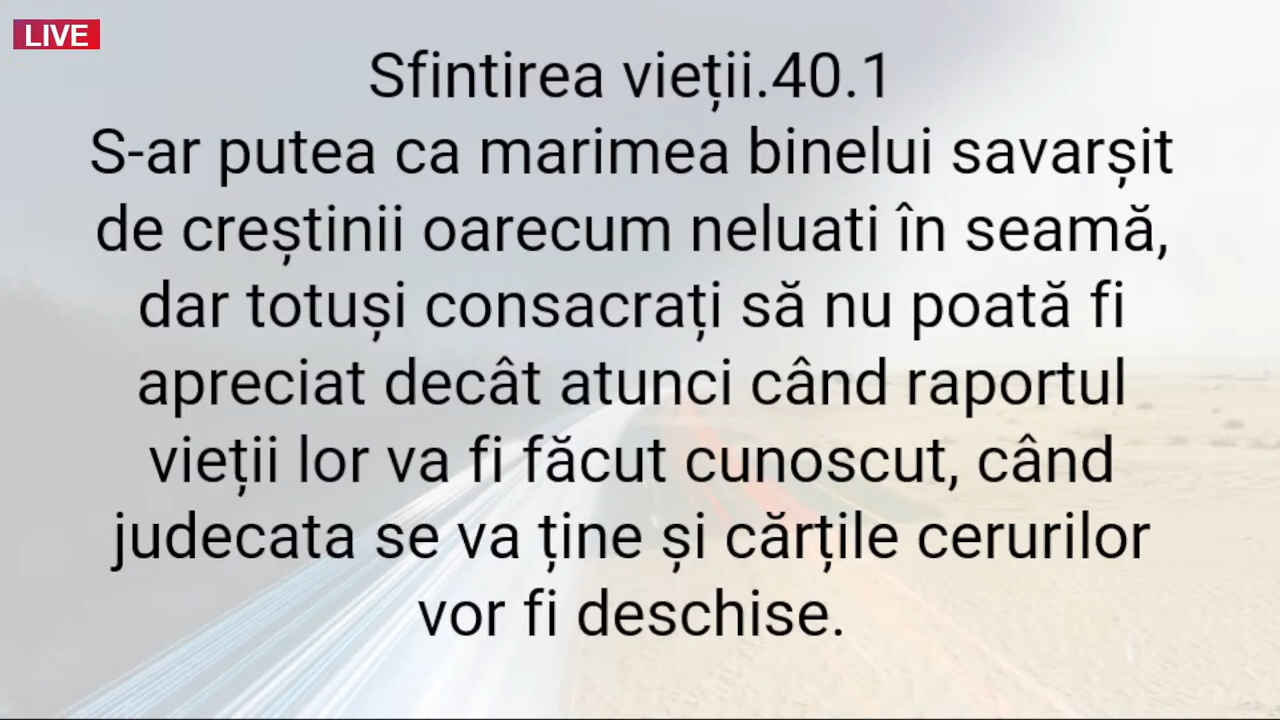 LIVE
Sfintirea vieții.40.1
S-ar putea ca marimea binelui savarșit
de creștinii oarecum neluati în seamă,
dar totuși consacrați să nu poată fi
apreciat decât atunci când raportul
vieții lor va fi făcut cunoscut, când
judecata se va ține și cărțile cerurilor
vor fi deschise.